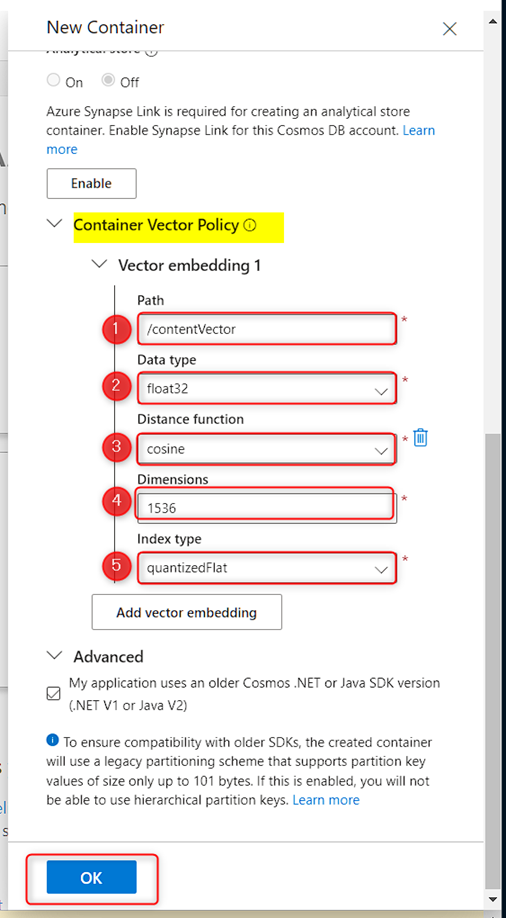 New Container
Analytical store
On
Off
Azure Synapse Link is required for creating an analytical store
container. Enable Synapse Link for this Cosmos DB account. Learn
more
Enable
Container Vector Policy
Vector embedding 1
Path
1
/contentVector
*
Data type
2
float32
*
Distance function
3
cosine
*
Dimensions
4
1536
*
Index type
5
quantizedFlat
*
Add vector embedding
Advanced
My application uses an older Cosmos .NET or Java SDK version
(.NET V1 or Java V2)
To ensure compatibility with older SDKs, the created container
will use a legacy partitioning scheme that supports partition key
values of size only up to 101 bytes. If this is enabled, you will not
be able to use hierarchical partition keys. Learn more
OK